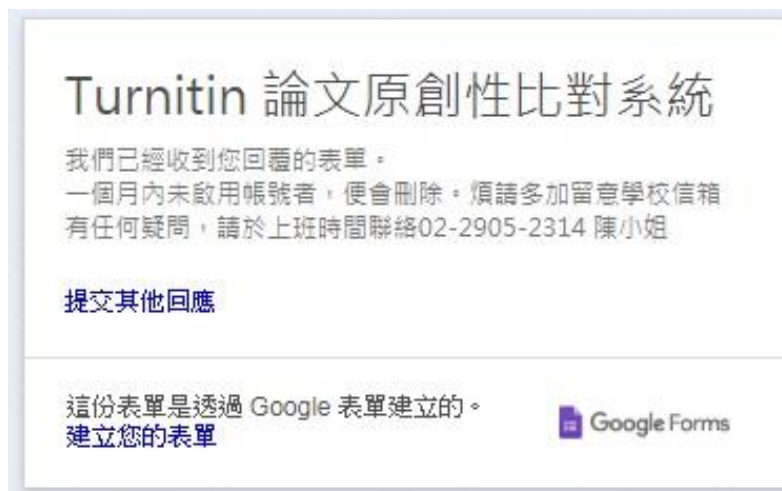 Turnitin 論文原創性比對系統
我們已經收到您回覆的表單。
一個月內未啟用帳號者，便會刪除。煩請多加留意學校信箱
有任何疑問，請於上班時間聯絡02-2905-2314 陳小姐
提交其他回應
這份表單是透過 Google 表單建立的。
建立您的表單
Google Forms